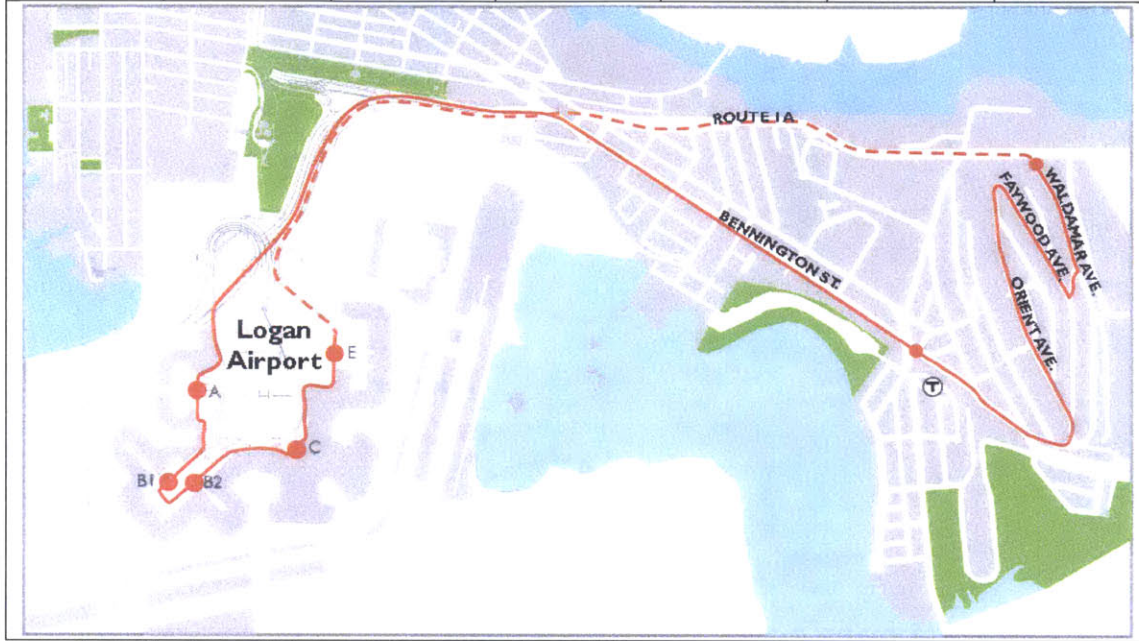 ROUTE 1A
WALDAMAR AVE.
FAYWOOD AVE.
BENNINGTON ST.
ORIENT AVE.
Logan
Airport
E
A
T
C
B1
B2